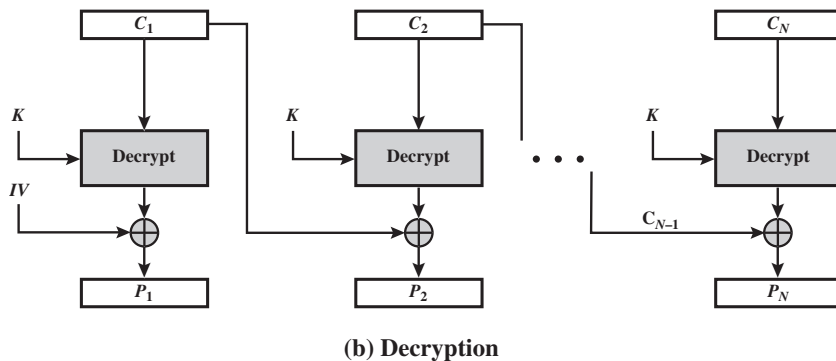 C1 C2 CN
K K K
Decrypt Decrypt • • • Decrypt
IV
CN–1
P1 P2 PN
(b) Decryption